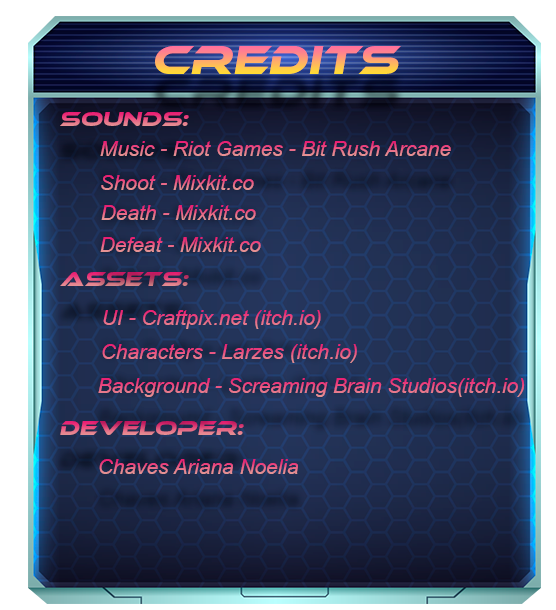 CREDITS
SOUNDS:
Music - Riot Games - Bit Rush Arcane
Shoot - Mixkit.co
Death - Mixkit.co
Defeat - Mixkit.co
ASSETS:
UI - Craftpix.net (itch.io)
Characters - Larzes (itch.io)
Background - Screaming Brain Studios(itch.io)
DEVELOPER:
Chaves Ariana Noelia